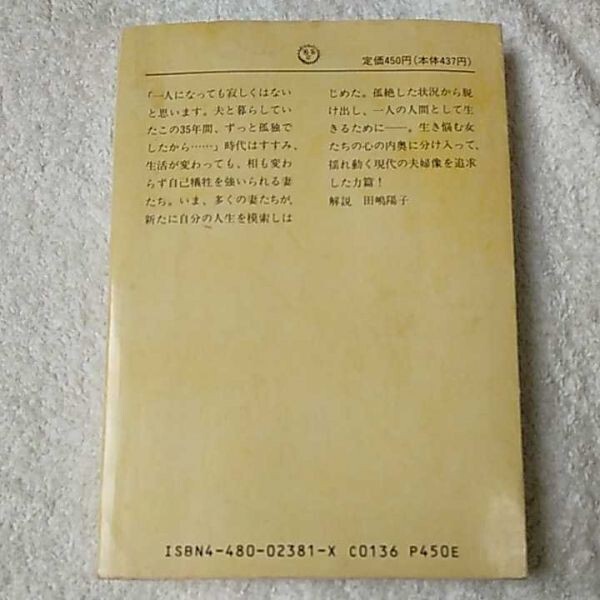 定価450円(本体437円)
「一人になっても寂しくはない
と思います。夫と暮らしてい
たこの35年間、ずっと孤独で
したから……」時代はすすみ、
生活が変わっても、相も変わ
らず自己犠牲を強いられる妻
たち。いま、多くの妻たちが、
新たに自分の人生を模索しは
じめた。孤絶した状況から脱
け出し、一人の人間として生
きるために――。生き悩む女
たちの心の内奥に分け入って、
揺れ動く現代の夫婦像を追求
した力篇！
解説 田嶋陽子
ISBN4-480-02381-X C0136 P450E